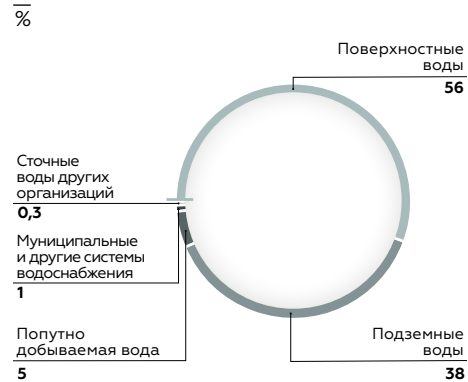 %
Поверхностные
воды
56
Сточные
воды других
организаций
0,3
Муниципальные
и другие системы
водоснабжения
1
Попутно
добываемая вода
5
Подземные
воды
38